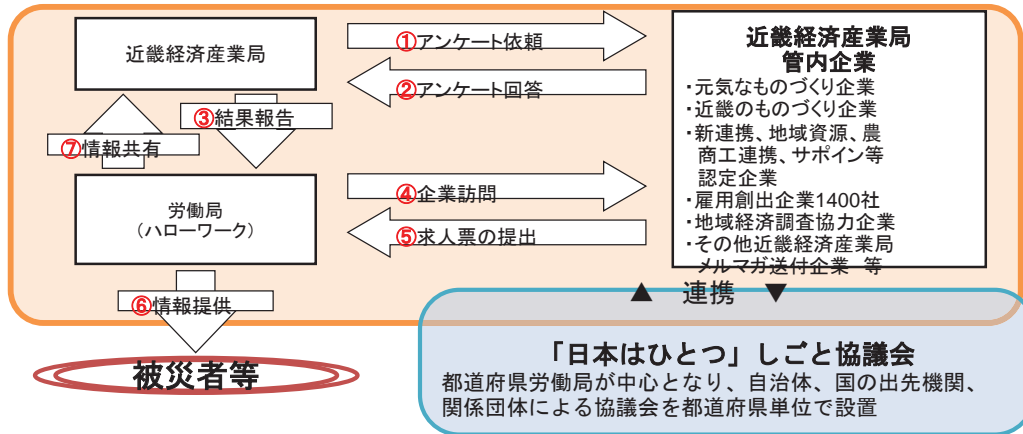 近畿経済産業局
①アンケート依頼
②アンケート回答
③結果報告
⑦情報共有
労働局
（ハローワーク）
④企業訪問
⑤求人票の提出
⑥情報提供
被災者等
近畿経済産業局
管内企業
・元気なものづくり企業
・近畿のものづくり企業
・新連携、地域資源、農
商工連携、サポイン等
認定企業
・雇用創出企業1400社
・地域経済調査協力企業
・その他近畿経済産業局
メルマガ送付企業 等
▲ 連携 ▼
「日本はひとつ」しごと協議会
都道府県労働局が中心となり、自治体、国の出先機関、
関係団体による協議会を都道府県単位で設置